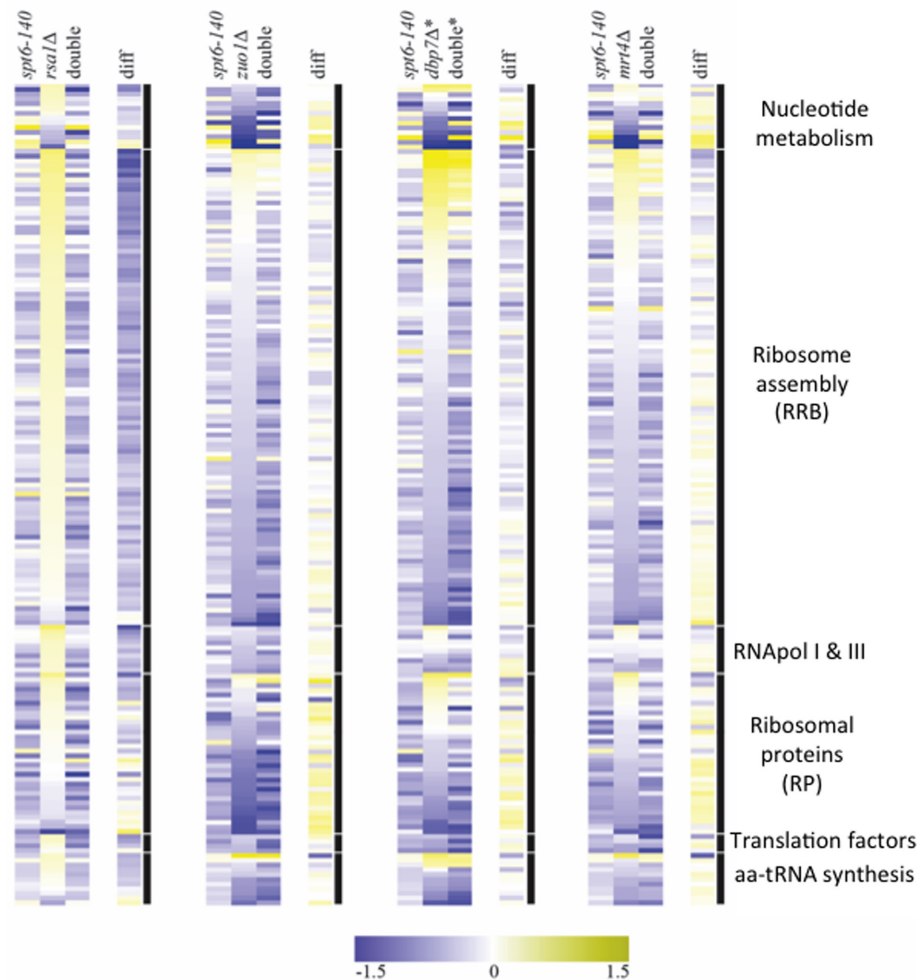 spt6-140
rsa1Δ
double
diff
spt6-140
zuo1Δ
double
diff
spt6-140
dbp7Δ*
double*
diff
spt6-140
mrt4Δ
double
diff
Nucleotide
metabolism
Ribosome
assembly
(RRB)
RNApol I & III
Ribosomal
proteins
(RP)
Translation factors
aa-tRNA synthesis
-1.5
0
1.5